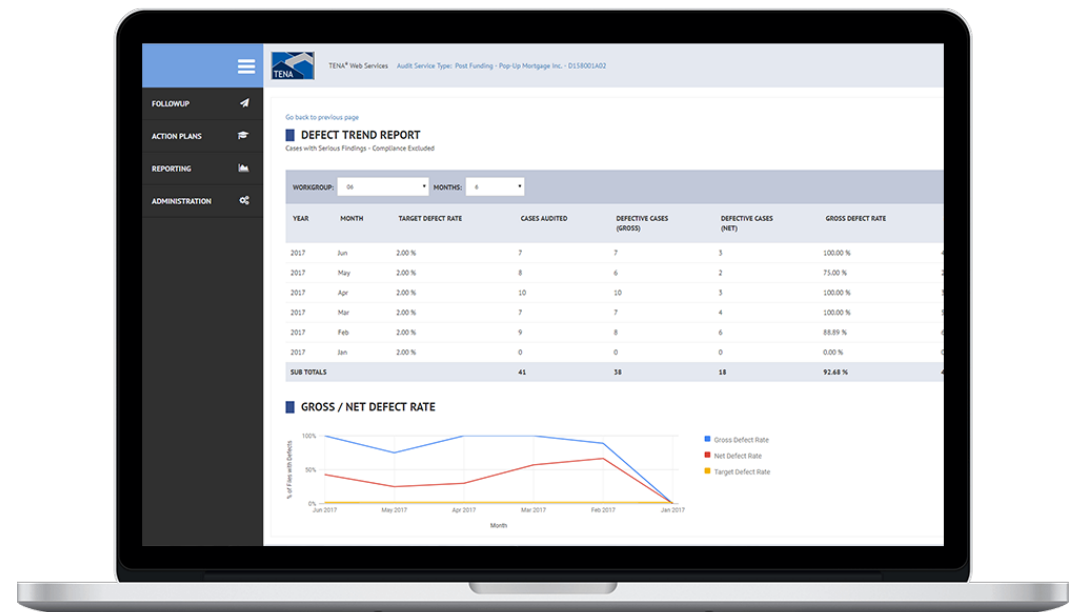 TENA
TENA® Web Services Audit Service Type: Post Funding - Pop-Up Mortgage Inc. - D158001A02
FOLLOWUP
ACTION PLANS
REPORTING
ADMINISTRATION
Go back to previous page
DEFECT TREND REPORT
Cases with Serious Findings - Compliance Excluded
WORKGROUP: 06 MONTHS: 6
YEAR MONTH TARGET DEFECT RATE CASES AUDITED DEFECTIVE CASES (GROSS) DEFECTIVE CASES (NET) GROSS DEFECT RATE
2017 Jun 2.00 % 7 7 3 100.00 %
2017 May 2.00 % 8 6 2 75.00 %
2017 Apr 2.00 % 10 10 3 100.00 %
2017 Mar 2.00 % 7 7 4 100.00 %
2017 Feb 2.00 % 9 8 6 88.89 %
2017 Jan 2.00 % 0 0 0 0.00 %
SUB TOTALS 41 38 18 92.68 %
GROSS / NET DEFECT RATE
% of Files with Defects
100%
50%
0%
Jun 2017 May 2017 Apr 2017 Mar 2017 Feb 2017 Jan 2017
Month
Gross Defect Rate
Net Defect Rate
Target Defect Rate